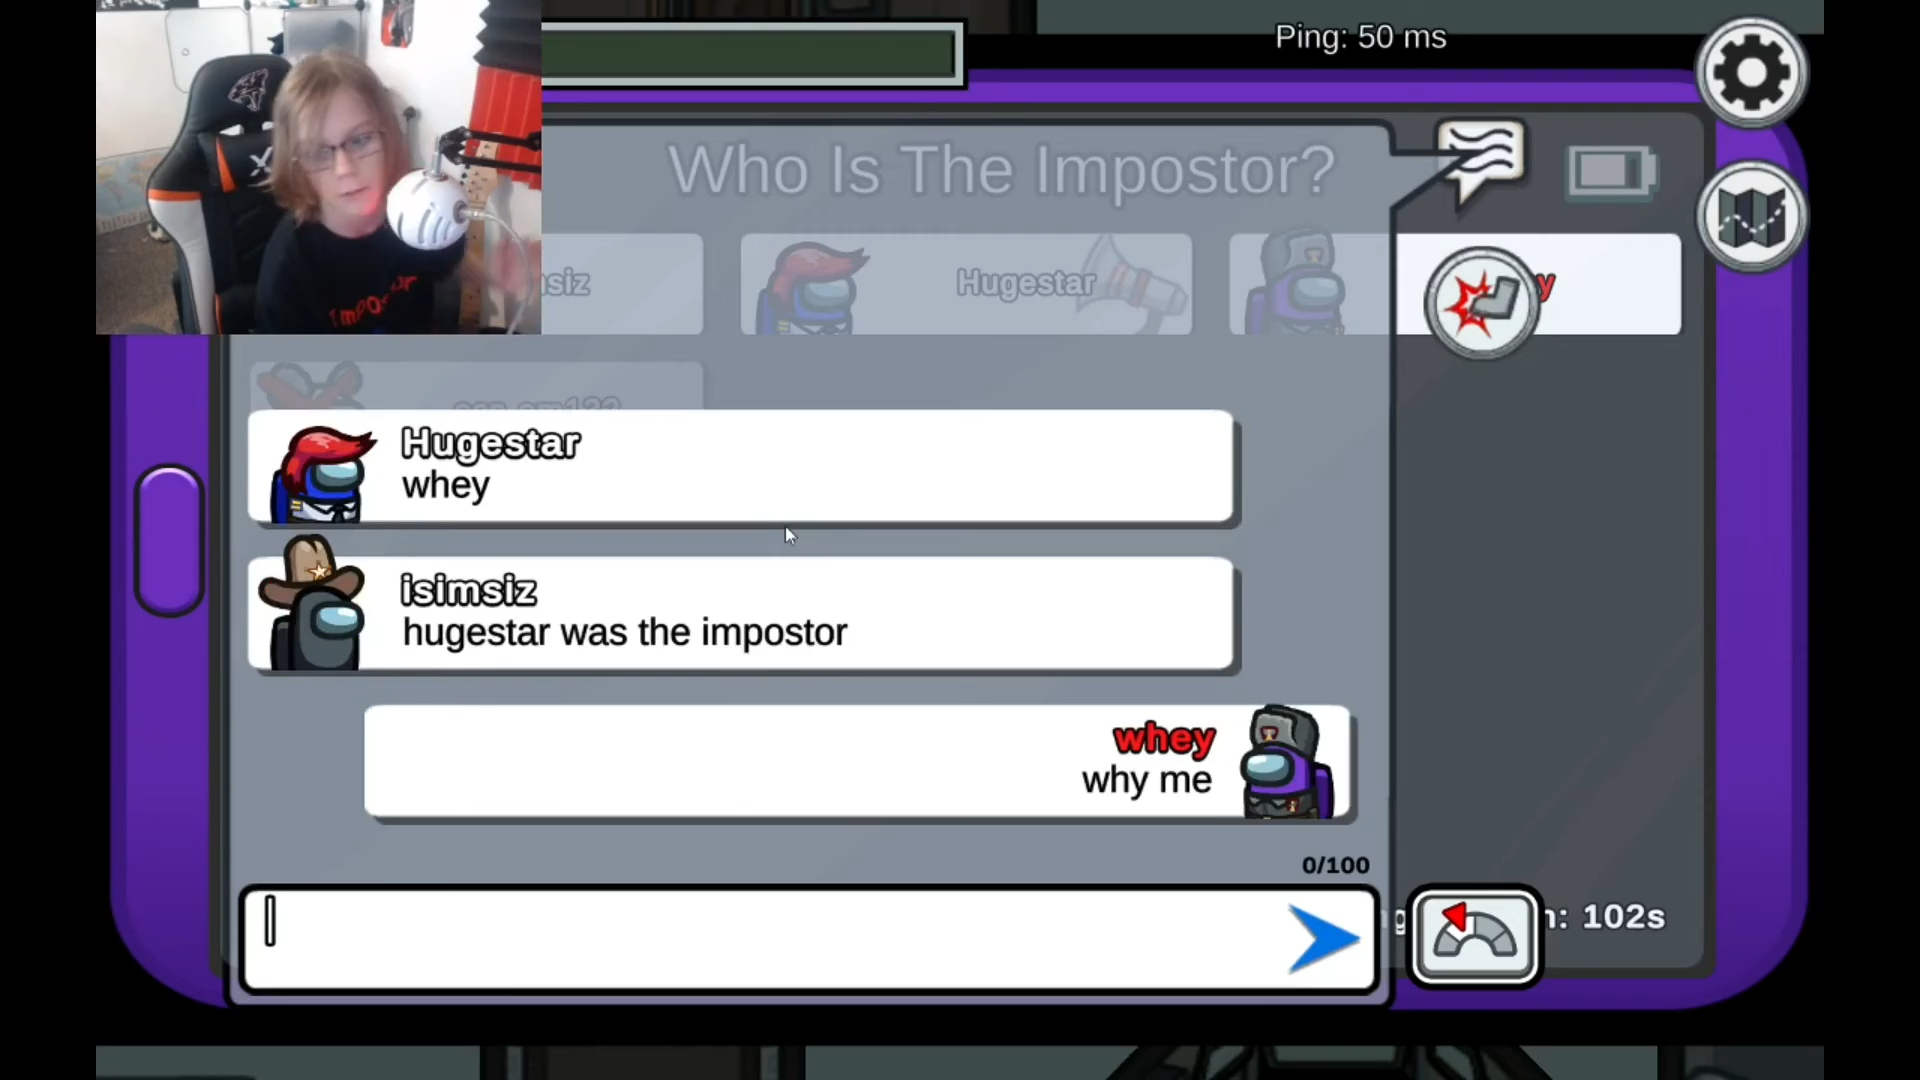 Ping: 50 ms
Who Is The Impostor?
Hugestar
Hugestar
whey
isimsiz
hugestar was the impostor
whey
why me
0/100
102s
Impostor